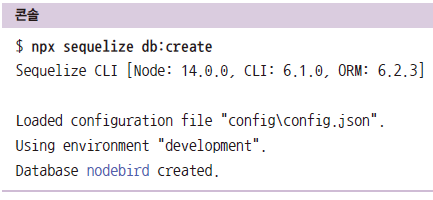 콘솔
$ npx sequelize db:create
Sequelize CLI [Node: 14.0.0, CLI: 6.1.0, ORM: 6.2.3]
Loaded configuration file "config\config.json".
Using environment "development".
Database nodebird created.